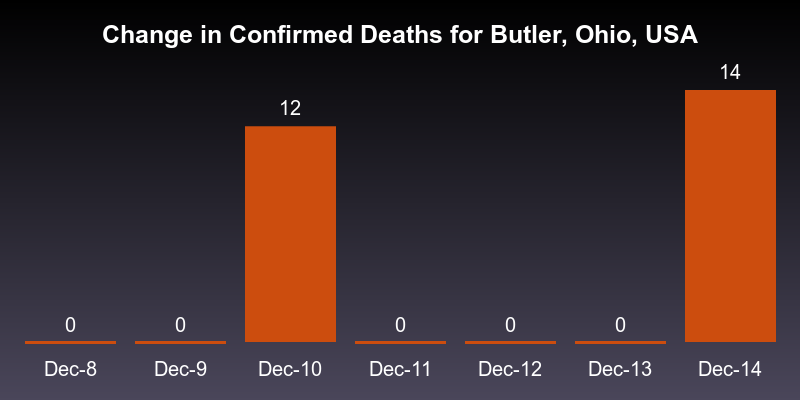 Change in Confirmed Deaths for Butler, Ohio, USA
14
12
0 0 0 0 0
Dec-8 Dec-9 Dec-10 Dec-11 Dec-12 Dec-13 Dec-14